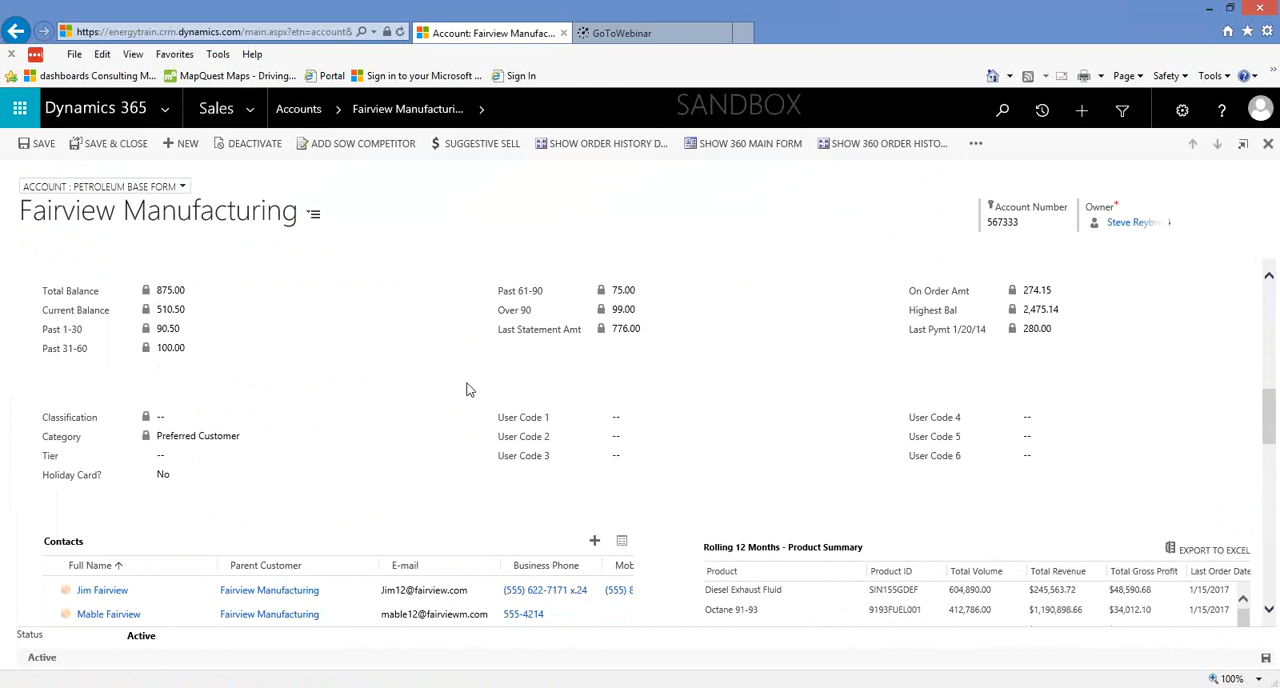 https://energytrain.crm.dynamics.com/main.aspx?etn=account&
Account: Fairview Manufac...
GoToWebinar
File Edit View Favorites Tools Help
dashboards Consulting M... MapQuest Maps - Driving... Portal Sign in to your Microsoft ... Sign In
Page Safety Tools
Dynamics 365 Sales Accounts Fairview Manufacturi... SANDBOX
SAVE SAVE & CLOSE NEW DEACTIVATE ADD SOW COMPETITOR SUGGESTIVE SELL SHOW ORDER HISTORY D... SHOW 360 MAIN FORM SHOW 360 ORDER HISTO... ...
ACCOUNT : PETROLEUM BASE FORM
Fairview Manufacturing
Account Number
567333
Owner*
Steve
Total Balance 875.00 Past 61-90 75.00 On Order Amt 274.15
Current Balance 510.50 Over 90 99.00 Highest Bal 2,475.14
Past 1-30 90.50 Last Statement Amt 776.00 Last Pymt 1/20/14 280.00
Past 31-60 100.00
Classification -- User Code 1 -- User Code 4 --
Category Preferred Customer User Code 2 -- User Code 5 --
Tier -- User Code 3 -- User Code 6 --
Holiday Card? No
Contacts
Full Name Parent Customer E-mail Business Phone Mob
Jim Fairview Fairview Manufacturing Jim12@fairview.com (555) 622-7171 x.24 (555) 8
Mable Fairview Fairview Manufacturing mable12@fairviewm.com 555-4214
Rolling 12 Months - Product Summary EXPORT TO EXCEL
Product Product ID Total Volume Total Revenue Total Gross Profit Last Order Date
Diesel Exhaust Fluid SIN155GDEF 604,890.00 $245,563.72 $48,590.68 1/15/2017
Octane 91-93 9193FUEL001 412,786.00 $1,190,898.66 $34,012.10 1/15/2017
Status Active
Active
100%